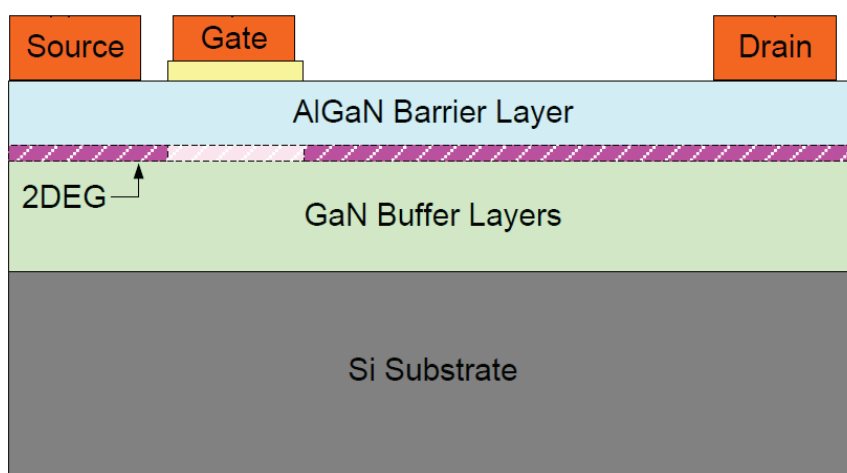 Source
Gate
Drain
AlGaN Barrier Layer
2DEG
GaN Buffer Layers
Si Substrate